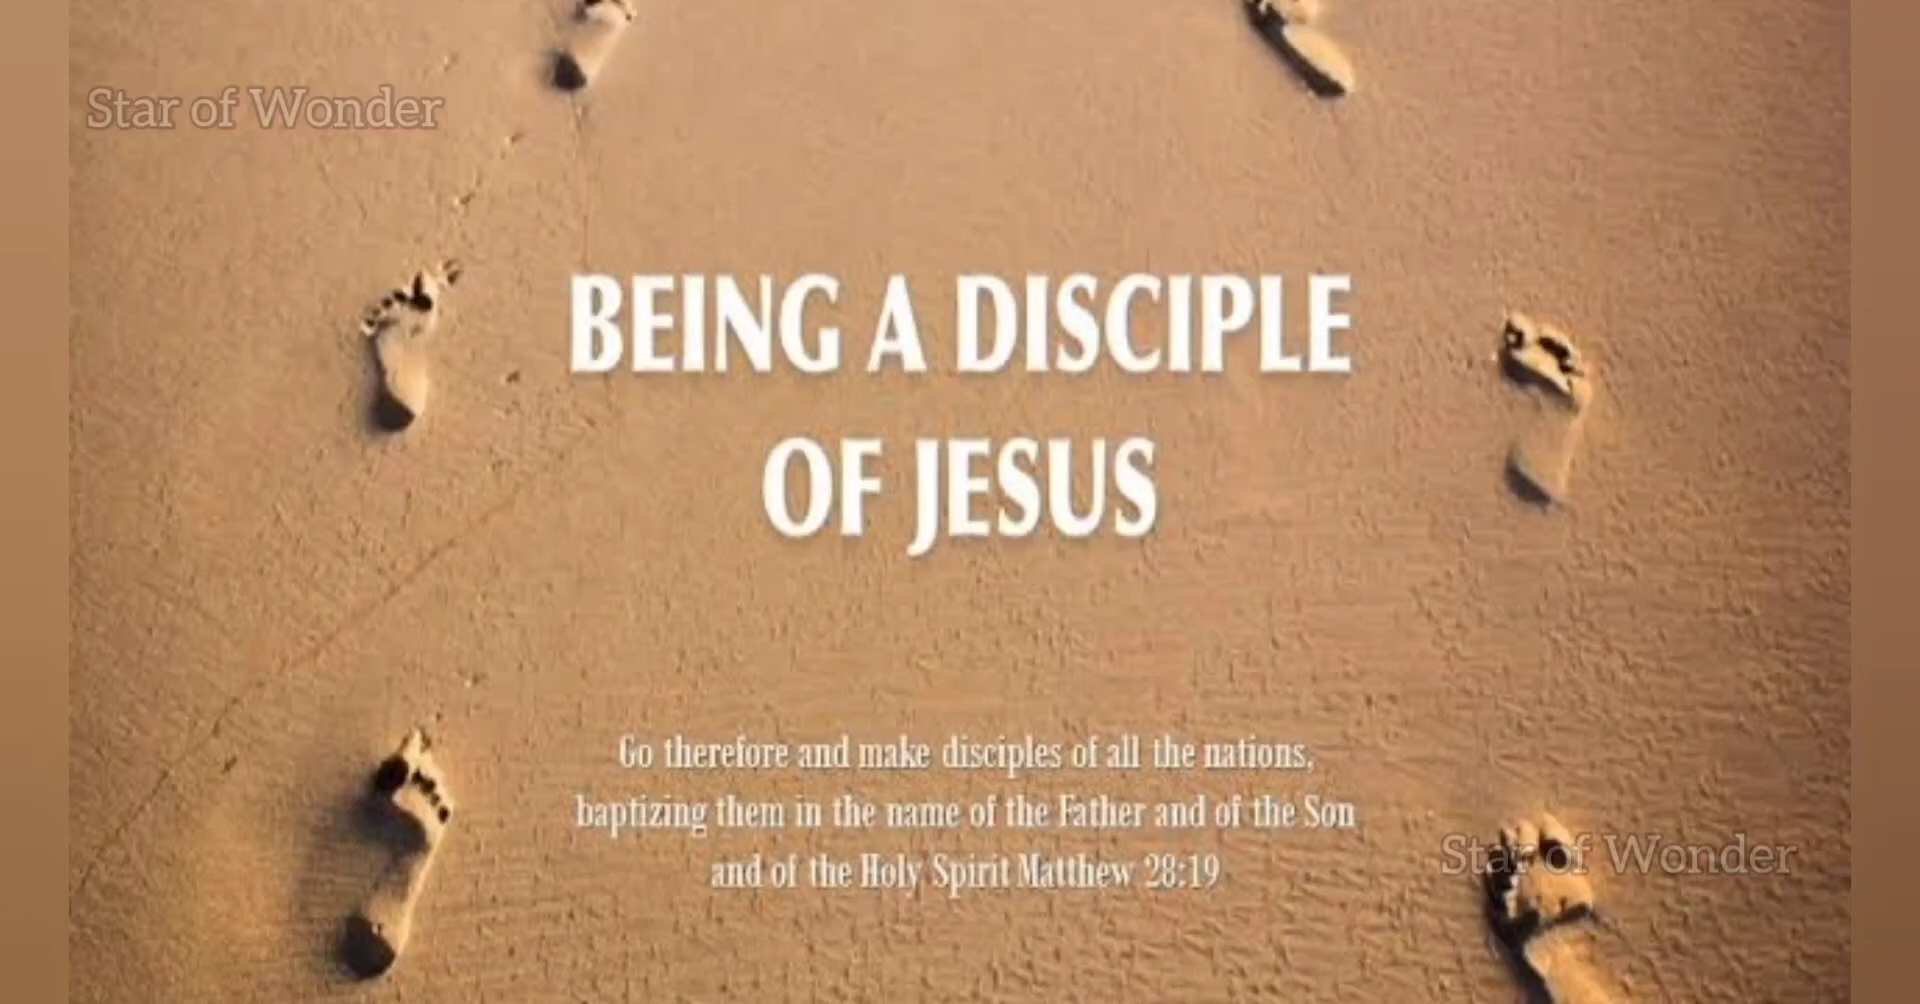 Star of Wonder
BEING A DISCIPLE
OF JESUS
Go therefore and make disciples of all the nations,
baptizing them in the name of the Father and of the Son
and of the Holy Spirit Matthew 28:19
Star of Wonder